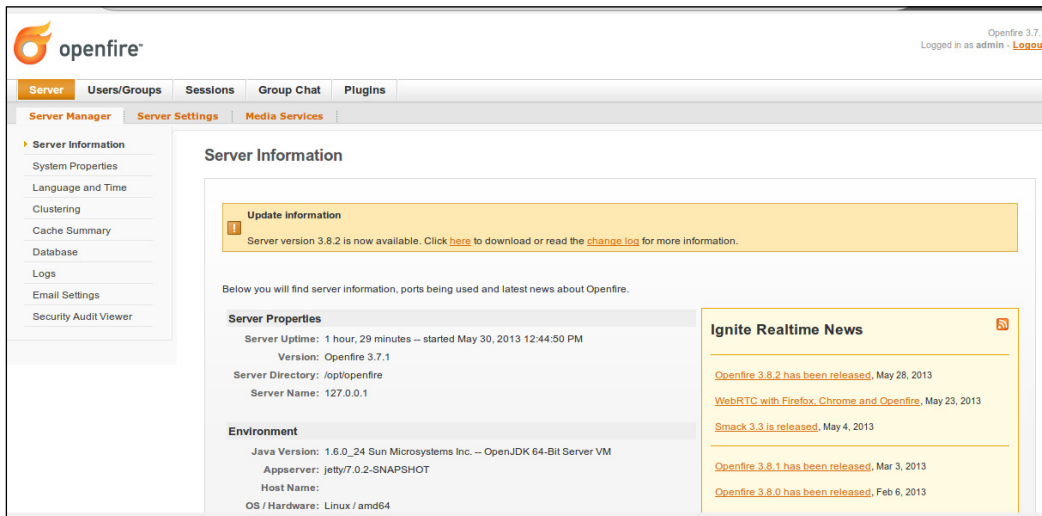 openfire™
Openfire 3.7.
Logged in as admin - Logou
Server Users/Groups Sessions Group Chat Plugins
Server Manager Server Settings Media Services
Server Information
System Properties
Language and Time
Clustering
Cache Summary
Database
Logs
Email Settings
Security Audit Viewer
Server Information
Update information
Server version 3.8.2 is now available. Click here to download or read the change log for more information.
Below you will find server information, ports being used and latest news about Openfire.
Server Properties
Server Uptime: 1 hour, 29 minutes -- started May 30, 2013 12:44:50 PM
Version: Openfire 3.7.1
Server Directory: /opt/openfire
Server Name: 127.0.0.1
Environment
Java Version: 1.6.0_24 Sun Microsystems Inc. -- OpenJDK 64-Bit Server VM
Appserver: jetty/7.0.2-SNAPSHOT
Host Name:
OS / Hardware: Linux / amd64
Ignite Realtime News
Openfire 3.8.2 has been released, May 28, 2013
WebRTC with Firefox, Chrome and Openfire, May 23, 2013
Smack 3.3 is released, May 4, 2013
Openfire 3.8.1 has been released, Mar 3, 2013
Openfire 3.8.0 has been released, Feb 6, 2013